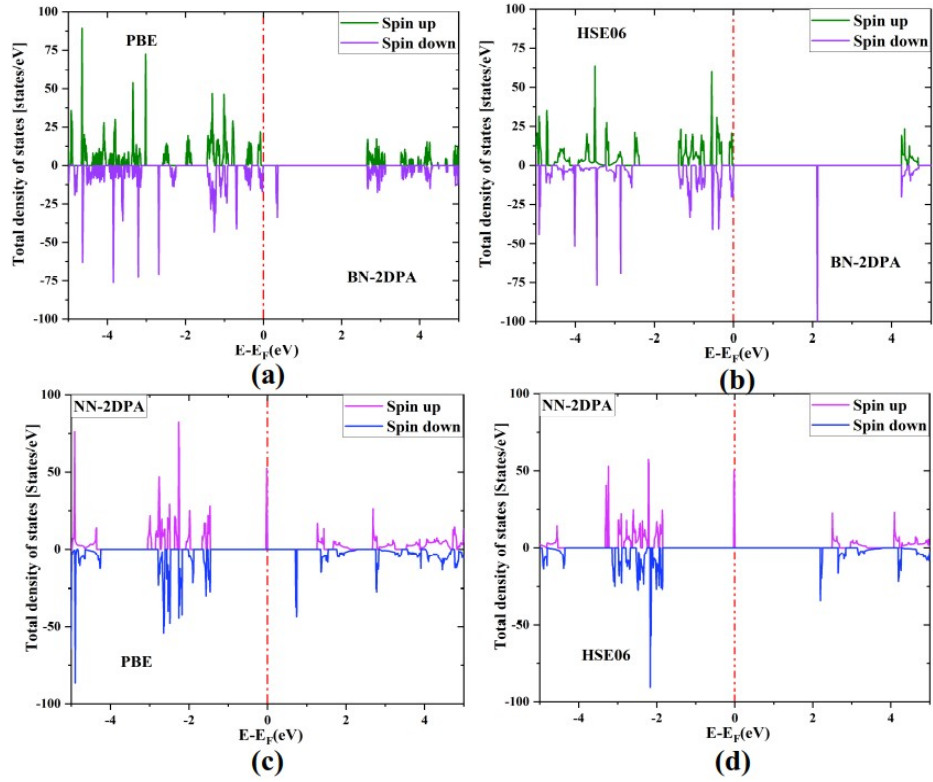 100
75
50
25
0
-25
-50
-75
-100
Total density of states [states/eV]
PBE
Spin up
Spin down
BN-2DPA
-4
-2
0
2
4
E-EF(eV)
(a)
100
75
50
25
0
-25
-50
-75
-100
Total density of states [states/eV]
HSE06
Spin up
Spin down
BN-2DPA
-4
-2
0
2
4
E-EF(eV)
(b)
100
50
0
-50
-100
Total density of states [States/eV]
NN-2DPA
Spin up
Spin down
PBE
-4
-2
0
2
4
E-EF(eV)
(c)
100
50
0
-50
-100
Total density of states [States/eV]
NN-2DPA
Spin up
Spin down
HSE06
-4
-2
0
2
4
E-EF(eV)
(d)